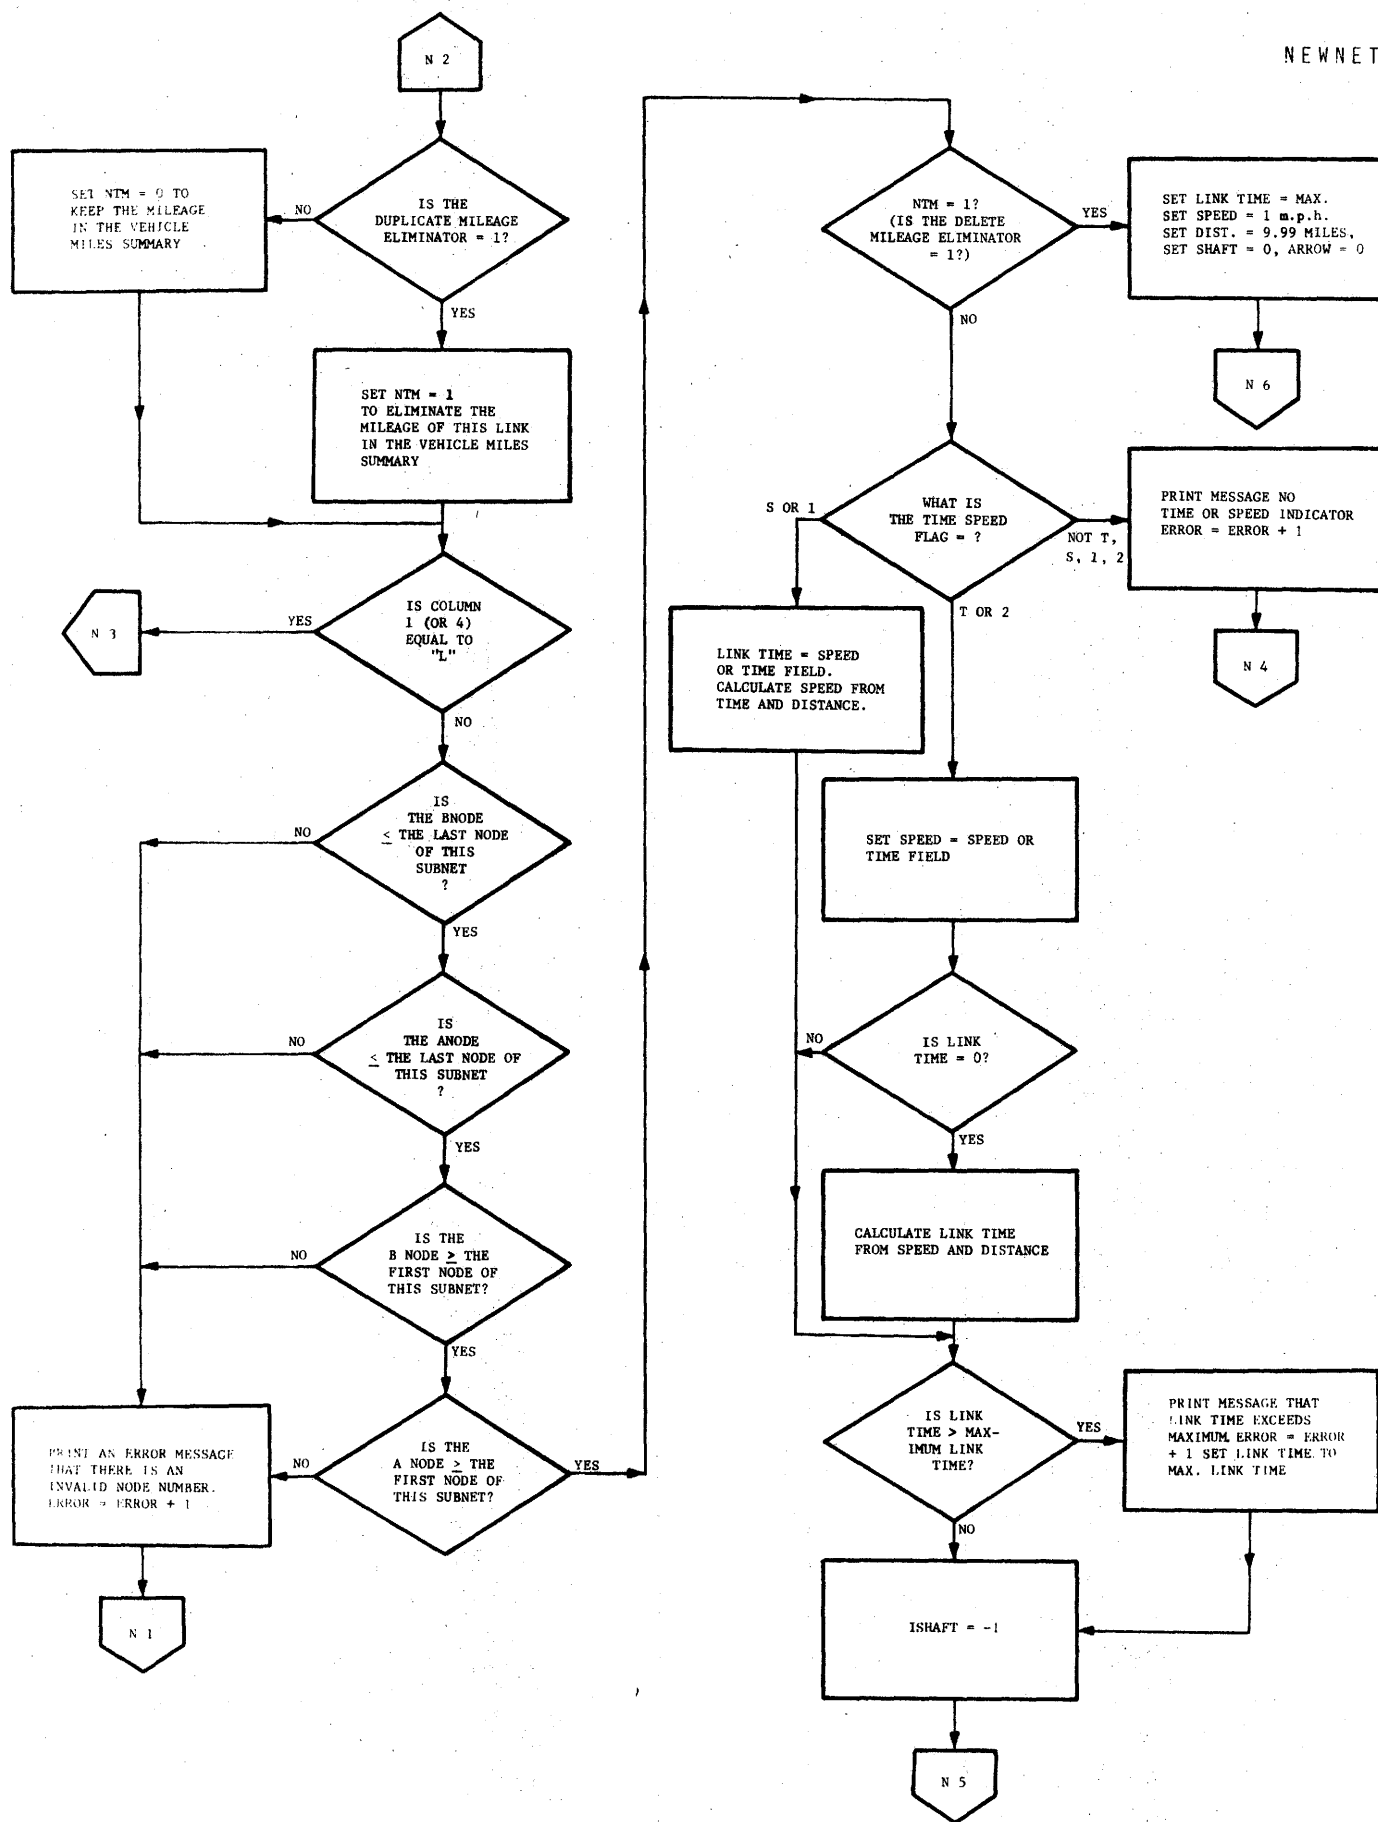 NEWNET
N 2
IS THE
DUPLICATE MILEAGE
ELIMINATOR = 1?
NO
YES
SET NTM = 0 TO
KEEP THE MILEAGE
IN THE VEHICLE
MILES SUMMARY
SET NTM = 1
TO ELIMINATE THE
MILEAGE OF THIS LINK
IN THE VEHICLE MILES
SUMMARY
IS COLUMN
1 (OR 4)
EQUAL TO
"L"
YES
N 3
NO
IS
THE BNODE
≤ THE LAST NODE
OF THIS
SUBNET
?
NO
YES
IS
THE ANODE
≤ THE LAST NODE OF
THIS SUBNET
?
NO
YES
IS THE
B NODE ≥ THE
FIRST NODE OF
THIS SUBNET?
NO
YES
IS THE
A NODE ≥ THE
FIRST NODE OF
THIS SUBNET?
NO
YES
PRINT AN ERROR MESSAGE
THAT THERE IS AN
INVALID NODE NUMBER.
ERROR = ERROR + 1
N 1
NTM = 1?
(IS THE DELETE
MILEAGE ELIMINATOR
= 1?)
YES
NO
SET LINK TIME = MAX.
SET SPEED = 1 m.p.h.
SET DIST. = 9.99 MILES,
SET SHAFT = 0, ARROW = 0
N 6
WHAT IS
THE TIME SPEED
FLAG = ?
S OR 1
NOT T,
S, 1, 2
T OR 2
PRINT MESSAGE NO
TIME OR SPEED INDICATOR
ERROR = ERROR + 1
N 4
LINK TIME = SPEED
OR TIME FIELD.
CALCULATE SPEED FROM
TIME AND DISTANCE.
SET SPEED = SPEED OR
TIME FIELD
IS LINK
TIME = 0?
NO
YES
CALCULATE LINK TIME
FROM SPEED AND DISTANCE
IS LINK
TIME > MAX-
IMUM LINK
TIME?
YES
NO
PRINT MESSAGE THAT
LINK TIME EXCEEDS
MAXIMUM ERROR = ERROR
+ 1 SET LINK TIME TO
MAX. LINK TIME
ISHAFT = -1
N 5